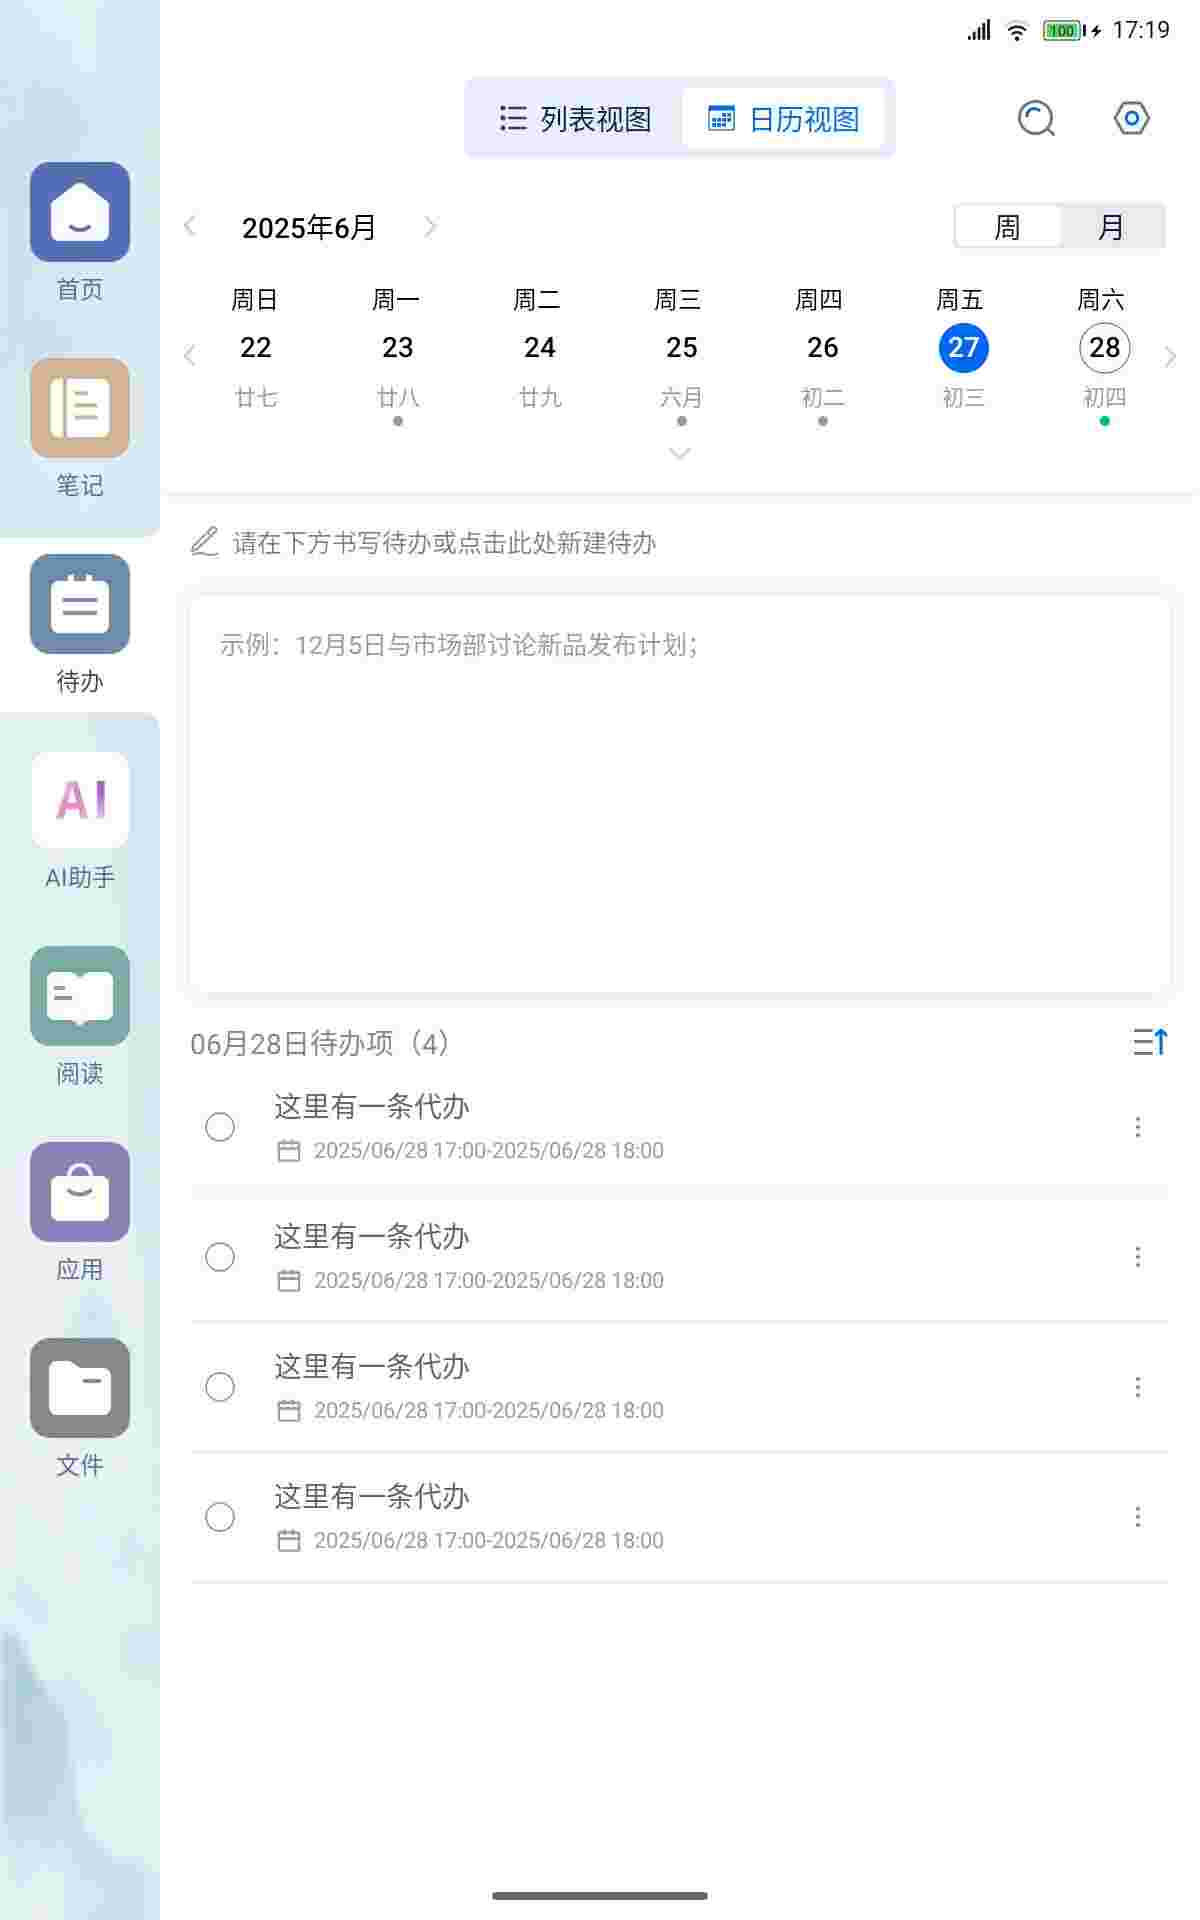 100 17:19
列表视图 日历视图
2025年6月 周 月
周日 周一 周二 周三 周四 周五 周六
22 23 24 25 26 27 28
廿七 廿八 廿九 六月 初二 初三 初四
请在下方书写待办或点击此处新建待办
示例：12月5日与市场部讨论新品发布计划；
06月28日待办项（4）
这里有一条代办
2025/06/28 17:00-2025/06/28 18:00
这里有一条代办
2025/06/28 17:00-2025/06/28 18:00
这里有一条代办
2025/06/28 17:00-2025/06/28 18:00
这里有一条代办
2025/06/28 17:00-2025/06/28 18:00
首页
笔记
待办
AI
AI助手
阅读
应用
文件